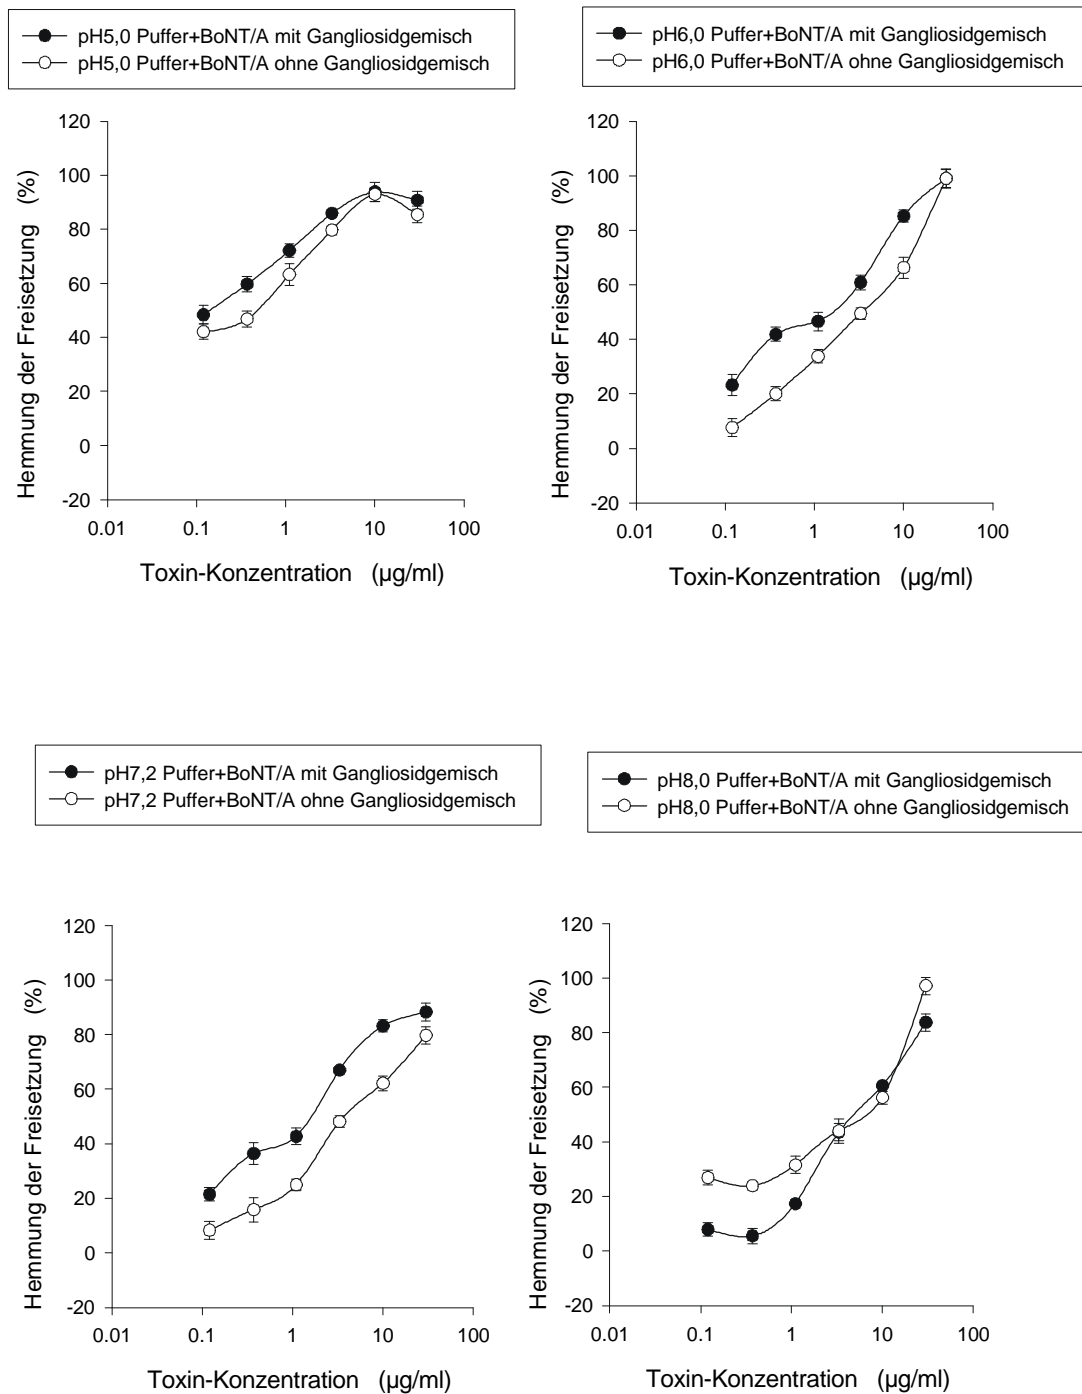 pH5,0 Puffer+BoNT/A mit Gangliosidgemisch
pH5,0 Puffer+BoNT/A ohne Gangliosidgemisch
120
100
80
60
40
20
0
-20
Hemmung der Freisetzung (%)
0.01 0.1 1 10 100
Toxin-Konzentration (µg/ml)
pH6,0 Puffer+BoNT/A mit Gangliosidgemisch
pH6,0 Puffer+BoNT/A ohne Gangliosidgemisch
120
100
80
60
40
20
0
-20
Hemmung der Freisetzung (%)
0.01 0.1 1 10 100
Toxin-Konzentration (µg/ml)
pH7,2 Puffer+BoNT/A mit Gangliosidgemisch
pH7,2 Puffer+BoNT/A ohne Gangliosidgemisch
120
100
80
60
40
20
0
-20
Hemmung der Freisetzung (%)
0.01 0.1 1 10 100
Toxin-Konzentration (µg/ml)
pH8,0 Puffer+BoNT/A mit Gangliosidgemisch
pH8,0 Puffer+BoNT/A ohne Gangliosidgemisch
120
100
80
60
40
20
0
-20
Hemmung der Freisetzung (%)
0.01 0.1 1 10 100
Toxin-Konzentration (µg/ml)